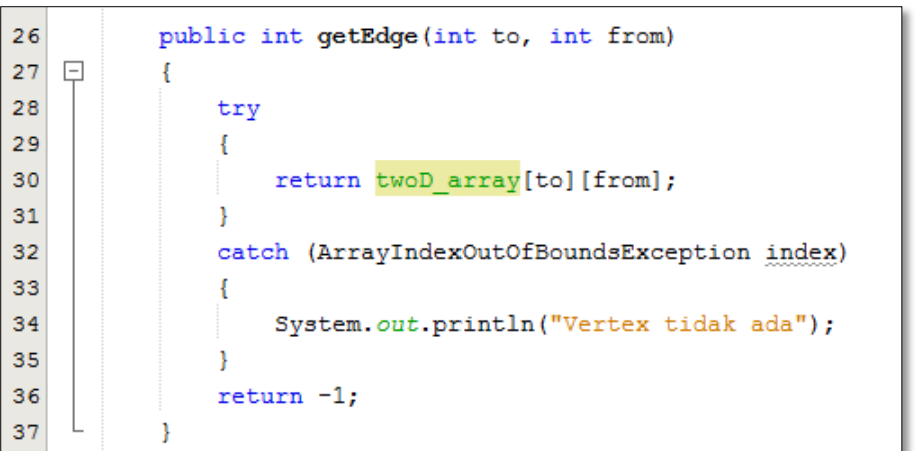 26 public int getEdge(int to, int from)
27 {
28 try
29 {
30 return twoD_array[to][from];
31 }
32 catch (ArrayIndexOutOfBoundsException index)
33 {
34 System.out.println("Vertex tidak ada");
35 }
36 return -1;
37 }